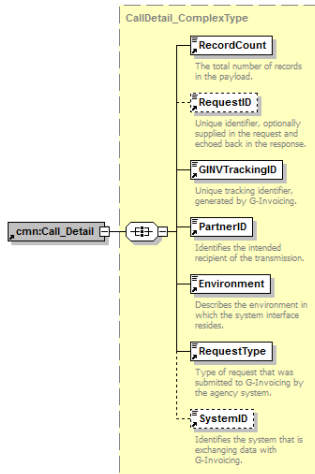 CallDetail_ComplexType
RecordCount
The total number of records
in the payload.
RequestID
Unique identifier, optionally
supplied in the request and
echoed back in the response.
GINVTrackingID
Unique tracking identifier,
generated by G-Invoicing.
cmn:Call_Detail
PartnerID
Identifies the intended
recipient of the transmission.
Environment
Describes the environment in
which the system interface
resides.
RequestType
Type of request that was
submitted to G-Invoicing by
the agency system.
SystemID
Identifies the system that is
exchanging data with
G-Invoicing.